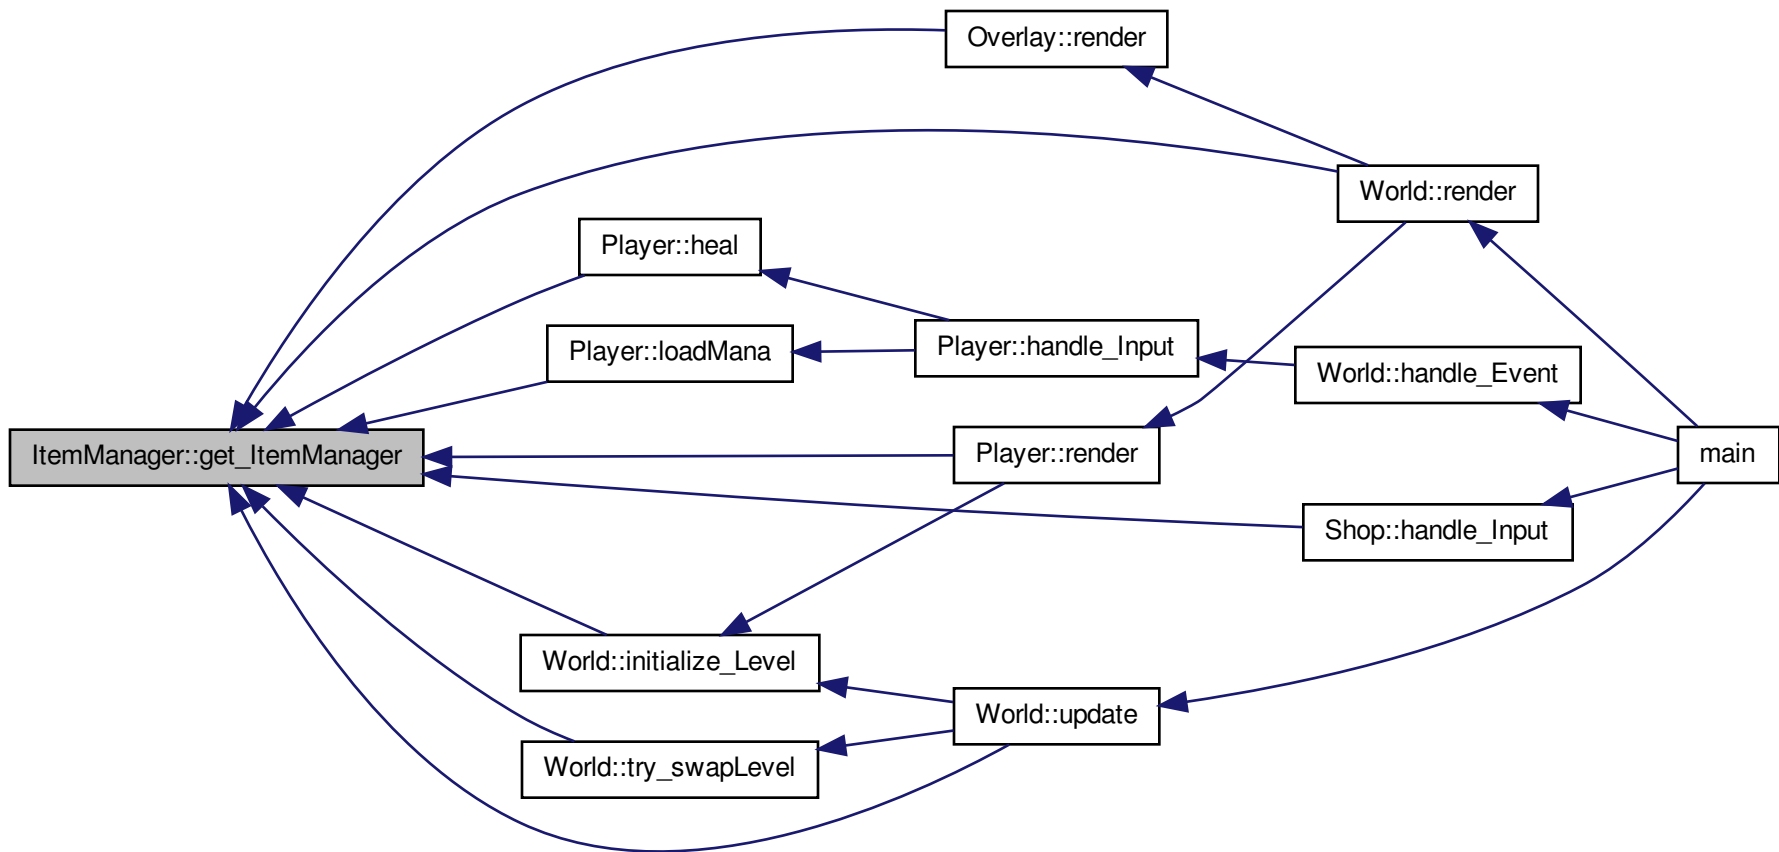 Overlay::render
World::render
Player::heal
Player::loadMana
Player::handle_Input
World::handle_Event
ItemManager::get_ItemManager
Player::render
main
Shop::handle_Input
World::initialize_Level
World::update
World::try_swapLevel